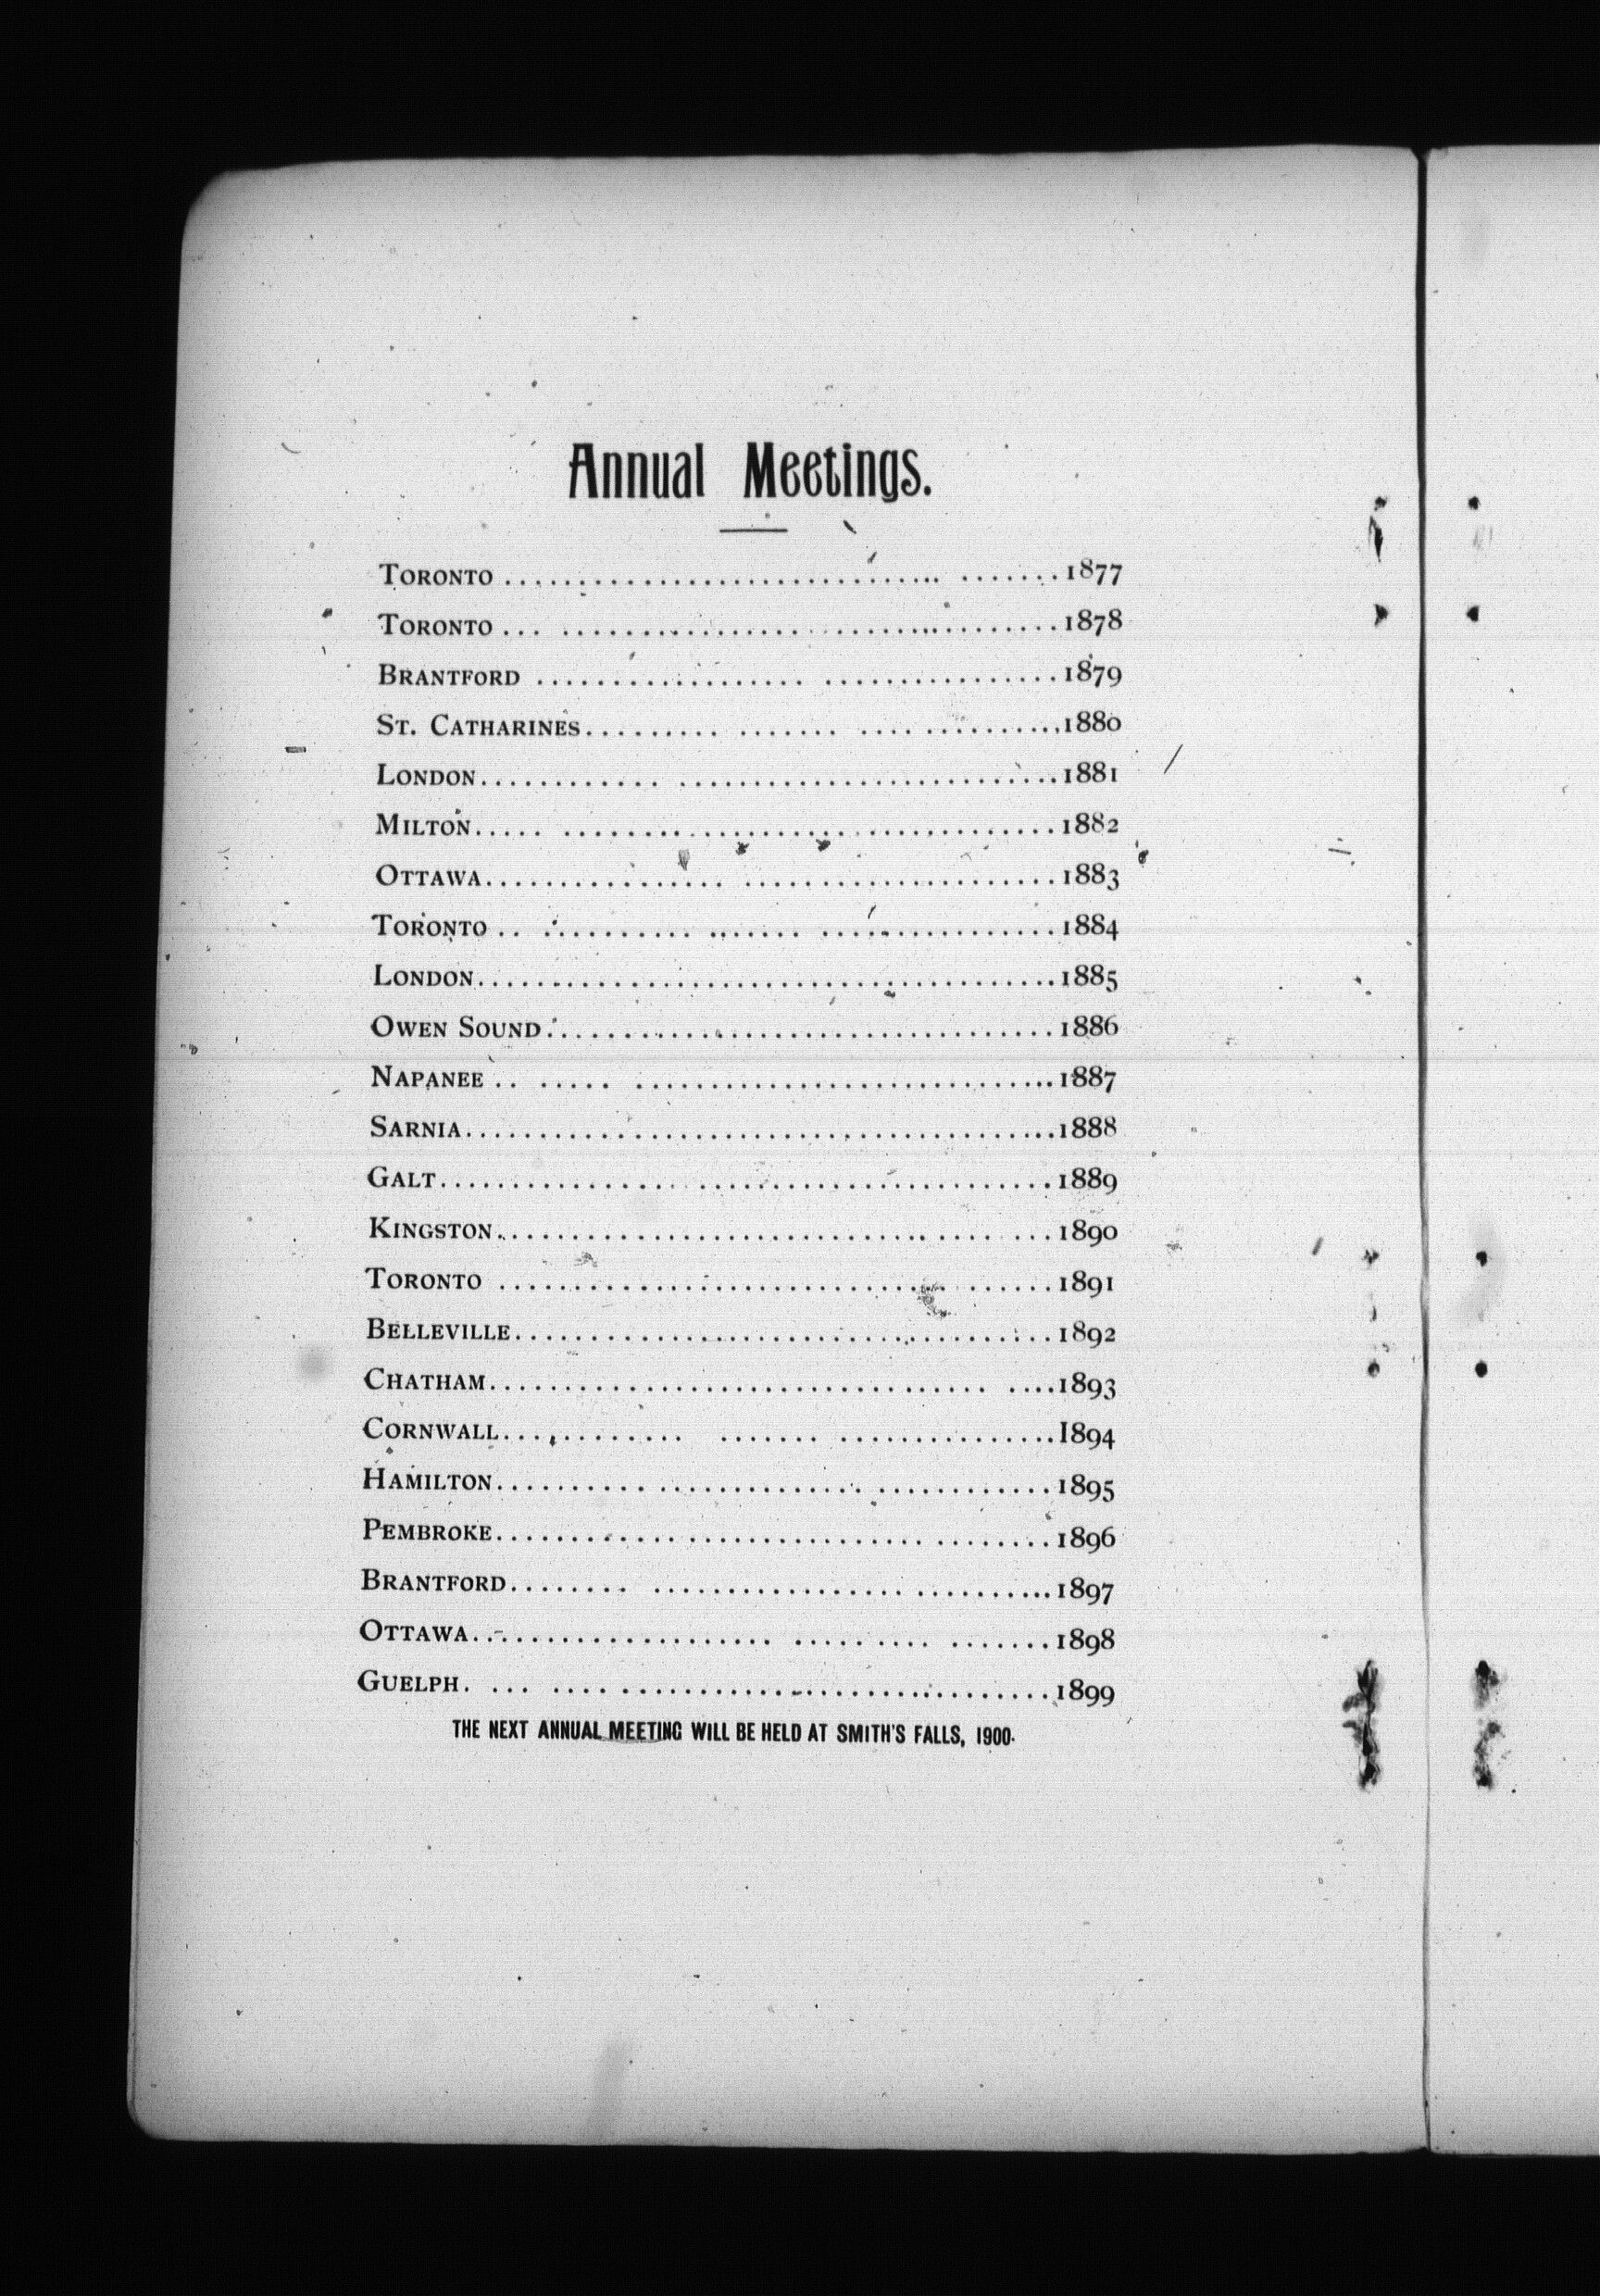 Annual Meetings.
TORONTO ........................................ 1877
TORONTO ........................................ 1878
BRANTFORD ........................................ 1879
ST. CATHARINES ........................................ 1880
LONDON ........................................ 1881
MILTON ........................................ 1882
OTTAWA ........................................ 1883
TORONTO ........................................ 1884
LONDON ........................................ 1885
OWEN SOUND ........................................ 1886
NAPANEE ........................................ 1887
SARNIA ........................................ 1888
GALT ........................................ 1889
KINGSTON ........................................ 1890
TORONTO ........................................ 1891
BELLEVILLE ........................................ 1892
CHATHAM ........................................ 1893
CORNWALL ........................................ 1894
HAMILTON ........................................ 1895
PEMBROKE ........................................ 1896
BRANTFORD ........................................ 1897
OTTAWA ........................................ 1898
GUELPH ........................................ 1899
THE NEXT ANNUAL MEETING WILL BE HELD AT SMITH'S FALLS, 1900.